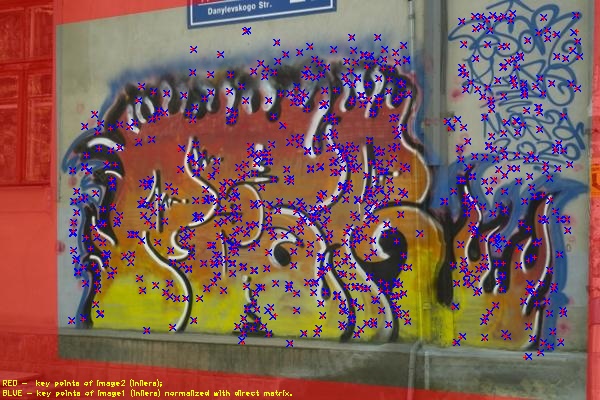 Danylevskogo Str.
RED - key points of image2 (inliers);
BLUE - key points of image1 (inliers) normalized with direct matrix.